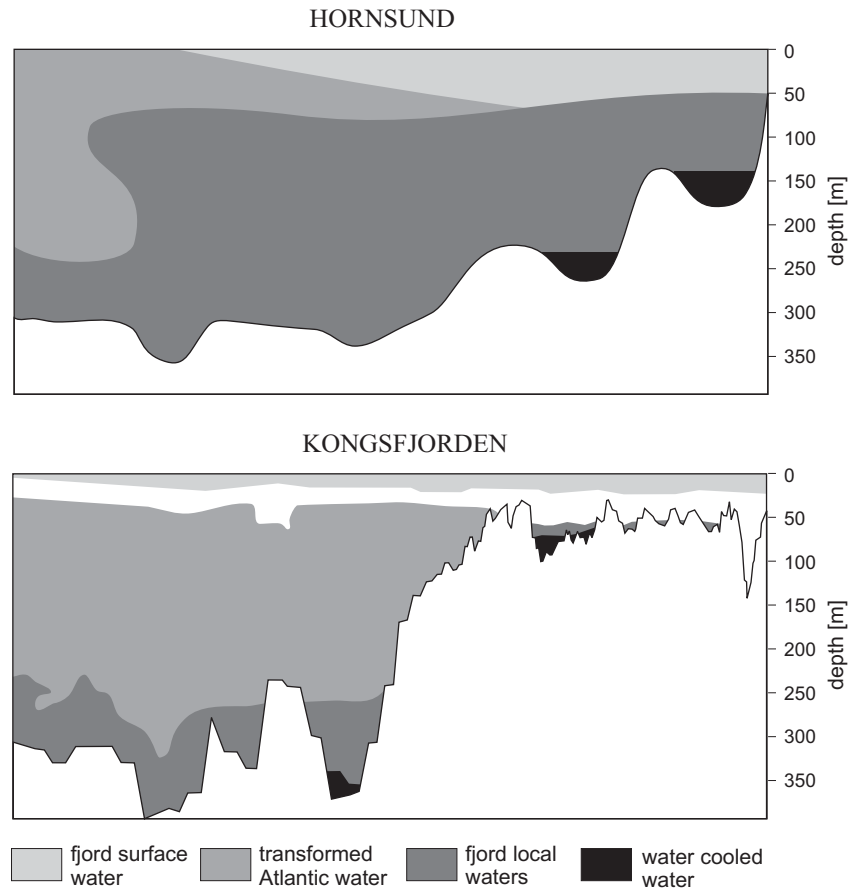 HORNSUND
0
50
100
150
200
250
300
350
depth [m]
KONGSFJORDEN
0
50
100
150
200
250
300
350
depth [m]
fjord surface
water
transformed
Atlantic water
fjord local
waters
water cooled
water